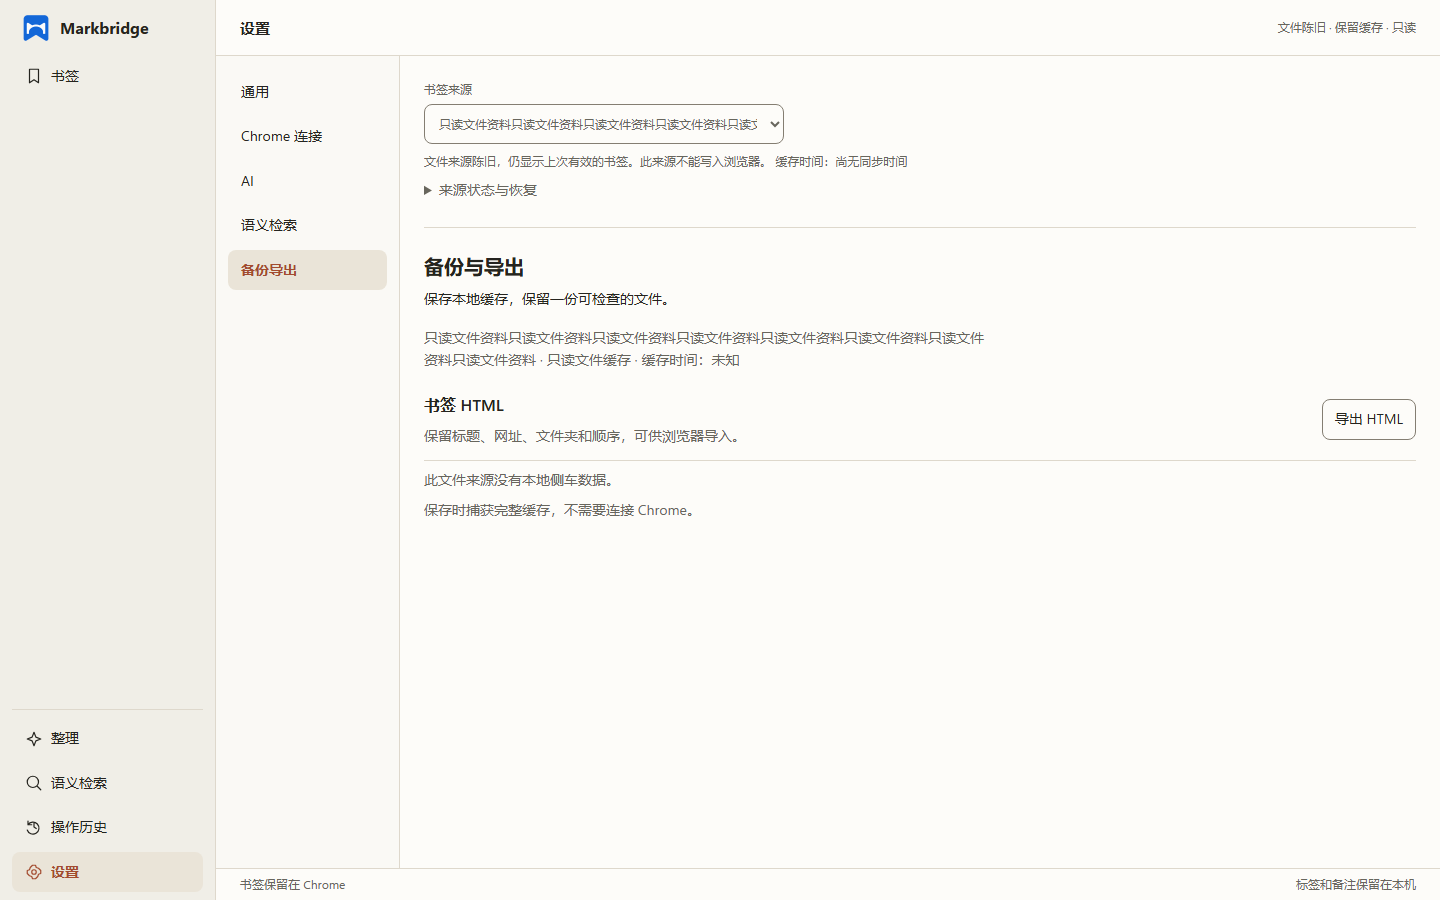 Markbridge
书签
整理
语义检索
操作历史
设置
设置
文件陈旧 · 保留缓存 · 只读
通用
Chrome 连接
AI
语义检索
备份导出
书签来源
只读文件资料只读文件资料只读文件资料只读文件资料只读文
文件来源陈旧，仍显示上次有效的书签。此来源不能写入浏览器。 缓存时间：尚无同步时间
来源状态与恢复
备份与导出
保存本地缓存，保留一份可检查的文件。
只读文件资料只读文件资料只读文件资料只读文件资料只读文件资料只读文件资料只读文件
资料只读文件资料 · 只读文件缓存 · 缓存时间：未知
书签 HTML
保留标题、网址、文件夹和顺序，可供浏览器导入。
导出 HTML
此文件来源没有本地侧车数据。
保存时捕获完整缓存，不需要连接 Chrome。
书签保留在 Chrome
标签和备注保留在本机